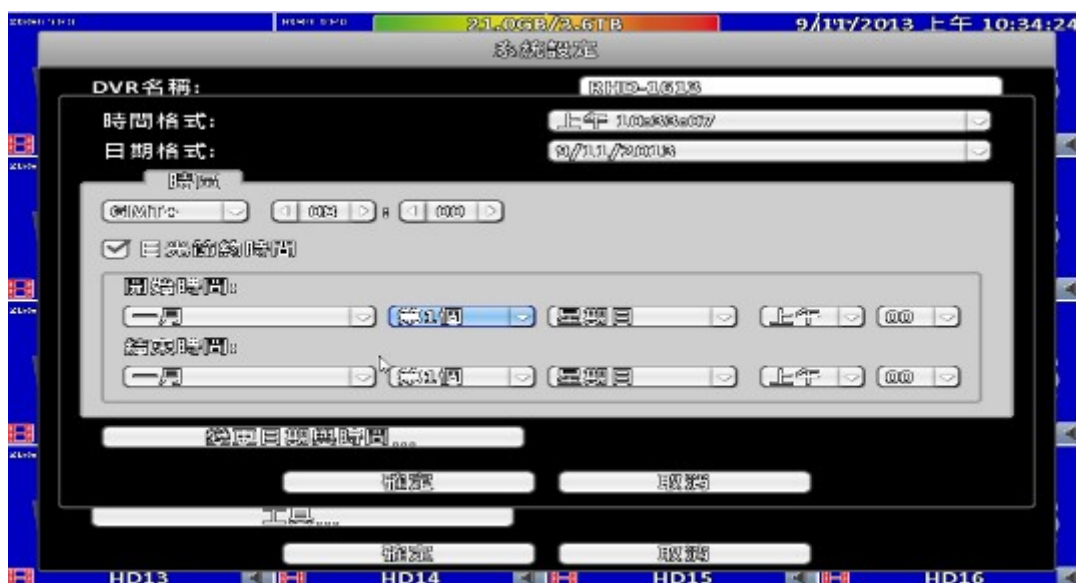 21.0GB/3.6TB 9/11/2013 上午 10:34:24
系統設定
DVR名稱: RHD-1613
時間格式: 上午 10:33:07
日期格式: 9/11/2013
時區
日光節約時間
開始時間:
一月 第1個 星期日 上午 00
結束時間:
一月 第1個 星期日 上午 00
變更日期與時間...
確定 取消
工具...
確定 取消
HD13 HD14 HD15 HD16